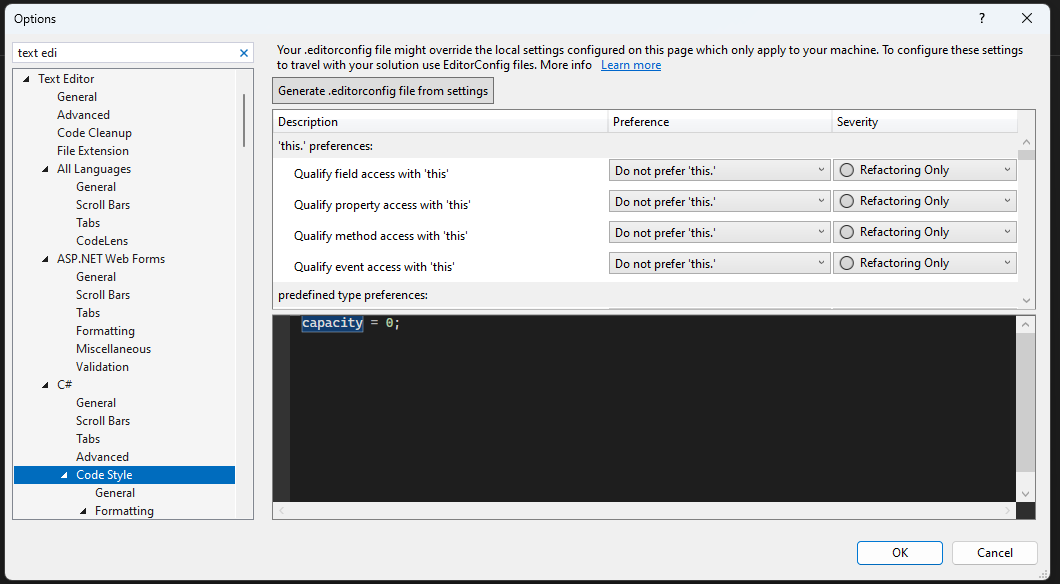 Options
?
text edi
Text Editor
General
Advanced
Code Cleanup
File Extension
All Languages
General
Scroll Bars
Tabs
CodeLens
ASP.NET Web Forms
General
Scroll Bars
Tabs
Formatting
Miscellaneous
Validation
C#
General
Scroll Bars
Tabs
Advanced
Code Style
General
Formatting
Your .editorconfig file might override the local settings configured on this page which only apply to your machine. To configure these settings
to travel with your solution use EditorConfig files. More info Learn more
Generate .editorconfig file from settings
Description Preference Severity
'this.' preferences:
Qualify field access with 'this' Do not prefer 'this.' Refactoring Only
Qualify property access with 'this' Do not prefer 'this.' Refactoring Only
Qualify method access with 'this' Do not prefer 'this.' Refactoring Only
Qualify event access with 'this' Do not prefer 'this.' Refactoring Only
predefined type preferences:
capacity = 0;
OK Cancel